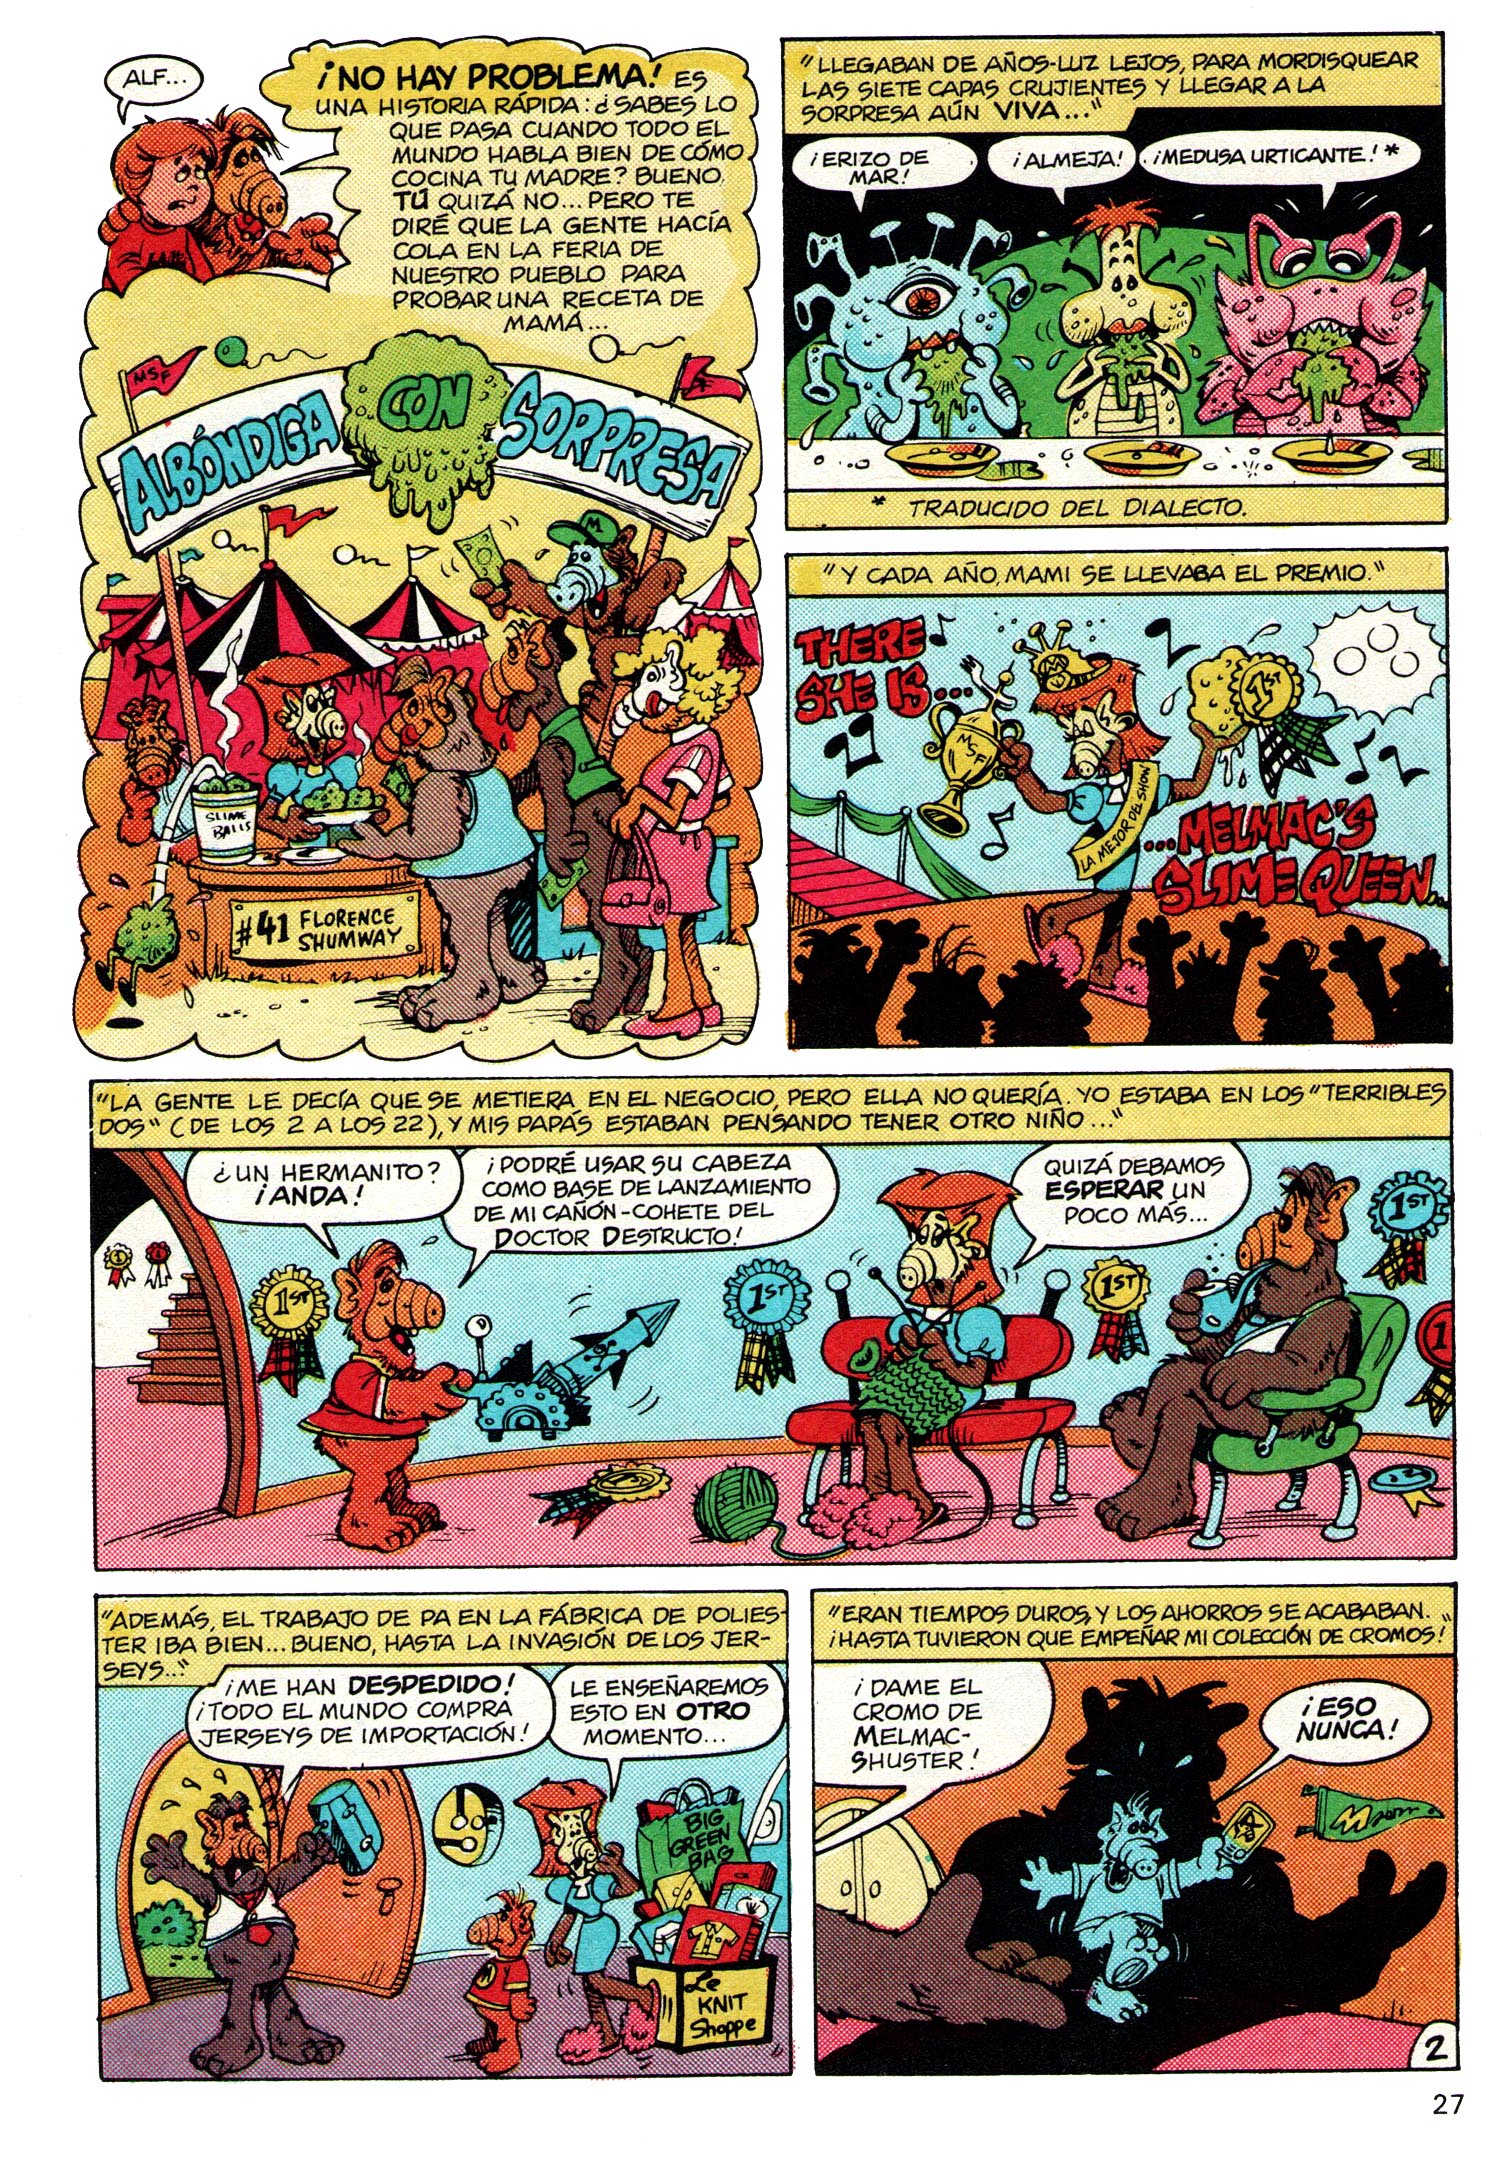 ALF...
¡NO HAY PROBLEMA! ES
UNA HISTORIA RÁPIDA: ¿SABES LO
QUE PASA CUANDO TODO EL
MUNDO HABLA BIEN DE CÓMO
COCINA TU MADRE? BUENO,
TÚ QUIZÁ NO... PERO TE
DIRÉ QUE LA GENTE HACÍA
COLA EN LA FERIA DE
NUESTRO PUEBLO PARA
PROBAR UNA RECETA DE
MAMÁ...
MSF
ALBÓNDIGA CON SORPRESA
M
SLIME
BALLS
#41 FLORENCE
SHUMWAY
"LLEGABAN DE AÑOS-LUZ LEJOS, PARA MORDISQUEAR
LAS SIETE CAPAS CRUJIENTES Y LLEGAR A LA
SORPRESA AÚN VIVA..."
¡ERIZO DE
MAR!
¡ALMEJA!
¡MEDUSA URTICANTE! *
* TRADUCIDO DEL DIALECTO.
"Y CADA AÑO, MAMI SE LLEVABA EL PREMIO."
THERE
SHE IS...
M
MSF
1ST
LA MEJOR DEL SHOW
...MELMAC'S
SLIME QUEEN...
"LA GENTE LE DECÍA QUE SE METIERA EN EL NEGOCIO, PERO ELLA NO QUERÍA. YO ESTABA EN LOS "TERRIBLES
DOS" (DE LOS 2 A LOS 22), Y MIS PAPÁS ESTABAN PENSANDO TENER OTRO NIÑO..."
¿UN HERMANITO?
¡ANDA!
¡PODRÉ USAR SU CABEZA
COMO BASE DE LANZAMIENTO
DE MI CAÑÓN-COHETE DEL
DOCTOR DESTRUCTO!
QUIZÁ DEBAMOS
ESPERAR UN
POCO MÁS...
1
1ST
1ST
1ST
1ST
1
"ADEMÁS, EL TRABAJO DE PA EN LA FÁBRICA DE POLIES-
TER IBA BIEN... BUENO, HASTA LA INVASIÓN DE LOS JER-
SEYS..."
¡ME HAN DESPEDIDO!
¡TODO EL MUNDO COMPRA
JERSEYS DE IMPORTACIÓN!
LE ENSEÑAREMOS
ESTO EN OTRO
MOMENTO...
BIG
GREEN
BAG
M
Le
KNIT
Shoppe
"ERAN TIEMPOS DUROS, Y LOS AHORROS SE ACABABAN.
¡HASTA TUVIERON QUE EMPEÑAR MI COLECCIÓN DE CROMOS!"
¡DAME EL
CROMO DE
MELMAC-
SHUSTER!
¡ESO
NUNCA!
2
27